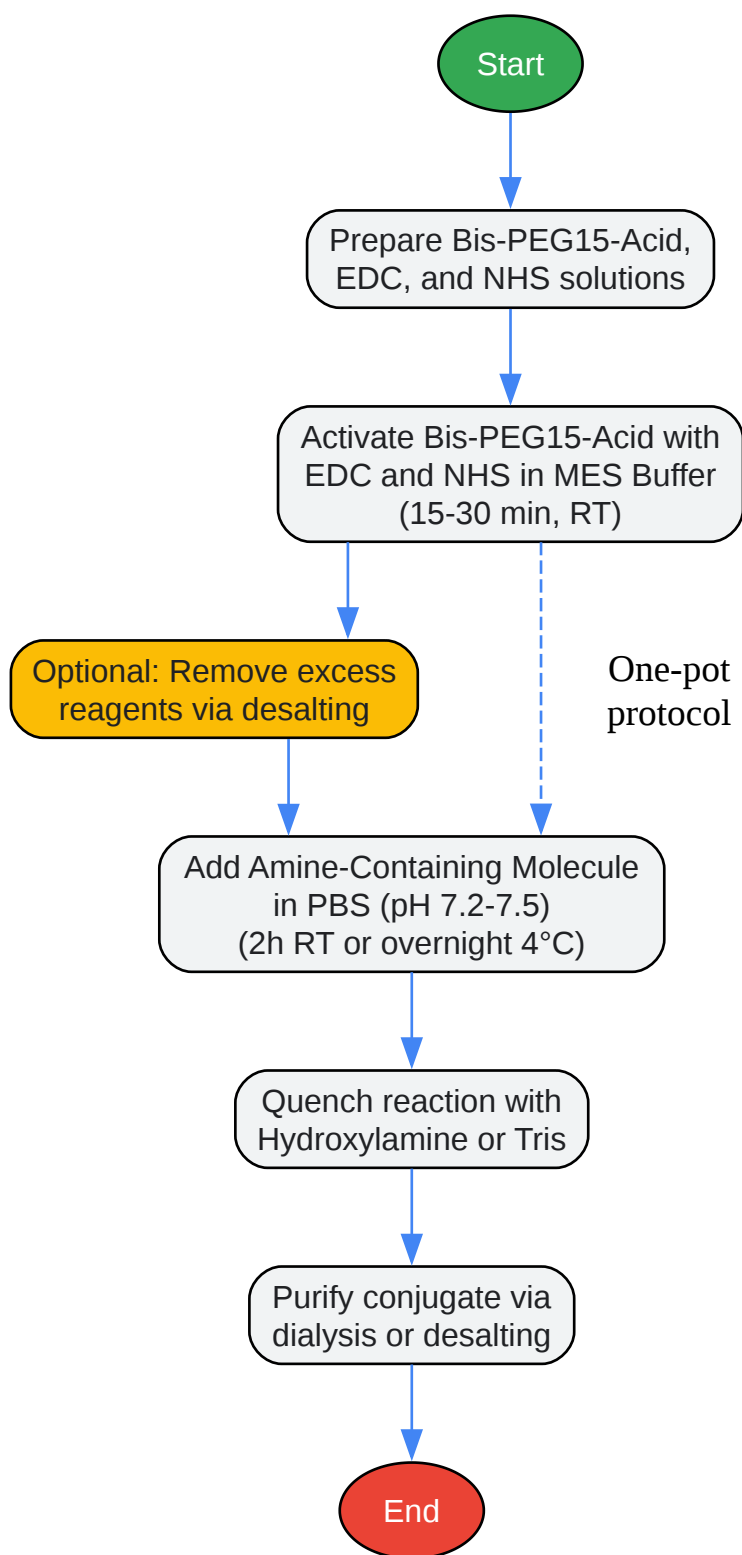 Start
Prepare Bis-PEG15-Acid,
EDC, and NHS solutions
Activate Bis-PEG15-Acid with
EDC and NHS in MES Buffer
(15-30 min, RT)
Optional: Remove excess
reagents via desalting
One-pot
protocol
Add Amine-Containing Molecule
in PBS (pH 7.2-7.5)
(2h RT or overnight 4°C)
Quench reaction with
Hydroxylamine or Tris
Purify conjugate via
dialysis or desalting
End